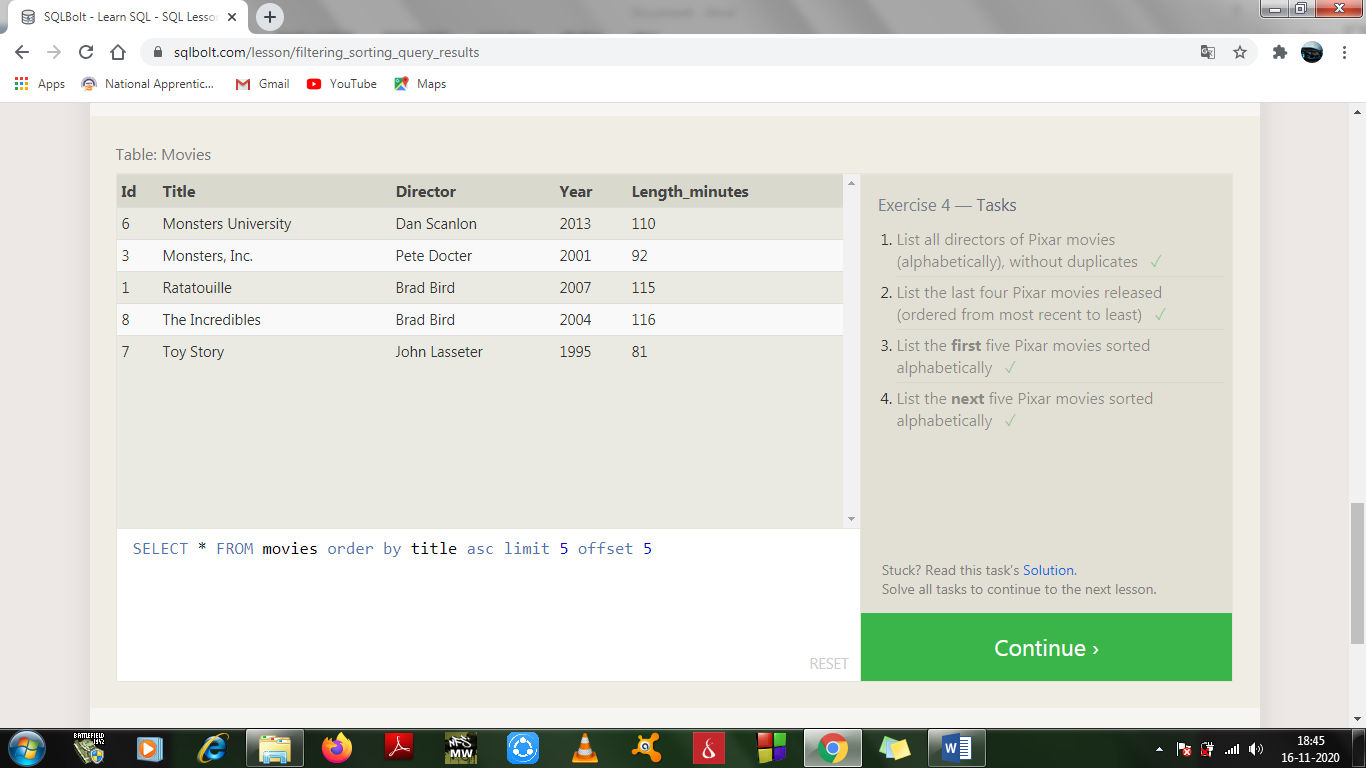 SQLBolt - Learn SQL - SQL Lesson
sqlbolt.com/lesson/filtering_sorting_query_results
Apps National Apprentic... Gmail YouTube Maps
Table: Movies
Id Title Director Year Length_minutes
6 Monsters University Dan Scanlon 2013 110
3 Monsters, Inc. Pete Docter 2001 92
1 Ratatouille Brad Bird 2007 115
8 The Incredibles Brad Bird 2004 116
7 Toy Story John Lasseter 1995 81
SELECT * FROM movies order by title asc limit 5 offset 5
RESET
Exercise 4 — Tasks
1. List all directors of Pixar movies
(alphabetically), without duplicates ✓
2. List the last four Pixar movies released
(ordered from most recent to least) ✓
3. List the first five Pixar movies sorted
alphabetically ✓
4. List the next five Pixar movies sorted
alphabetically ✓
Stuck? Read this task's Solution.
Solve all tasks to continue to the next lesson.
Continue ›
BATTLEFIELD
1942
NFS
MW
18:45
16-11-2020